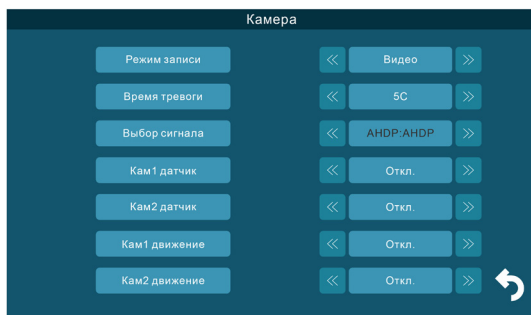 Камера
Режим записи Видео
Время тревоги 5С
Выбор сигнала AHDP:AHDP
Кам1 датчик Откл.
Кам2 датчик Откл.
Кам1 движение Откл.
Кам2 движение Откл.